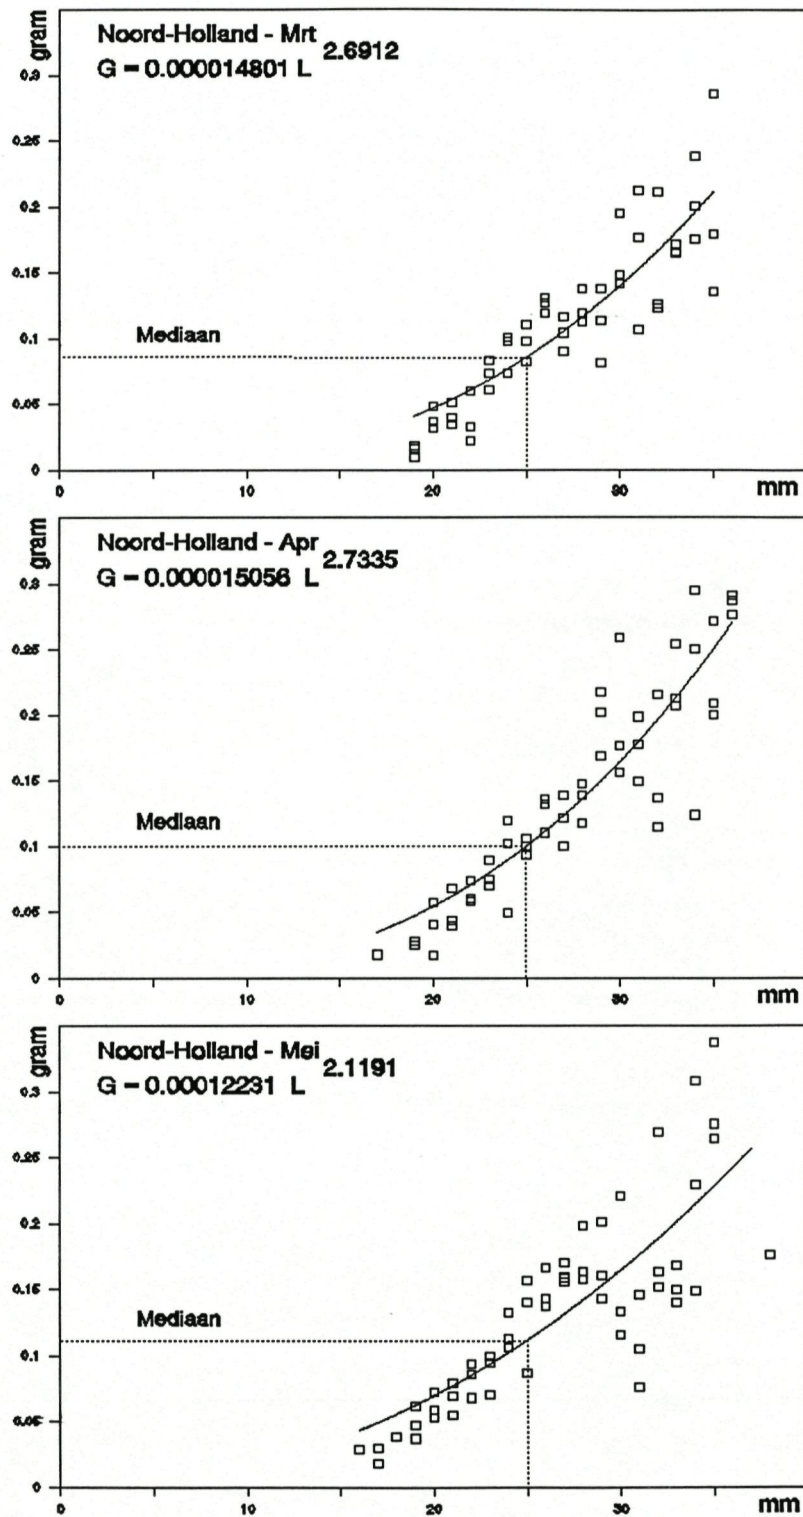 gram
Noord-Holland - Mrt
G = 0.000014801 L 2.6912
0.3
0.25
0.2
0.15
0.1
0.05
0
Mediaan
0 10 20 30 mm
gram
Noord-Holland - Apr
G = 0.000015056 L 2.7335
0.3
0.25
0.2
0.15
0.1
0.05
0
Mediaan
0 10 20 30 mm
gram
Noord-Holland - Mei
G = 0.00012231 L 2.1191
0.3
0.25
0.2
0.15
0.1
0.05
0
Mediaan
0 10 20 30 mm